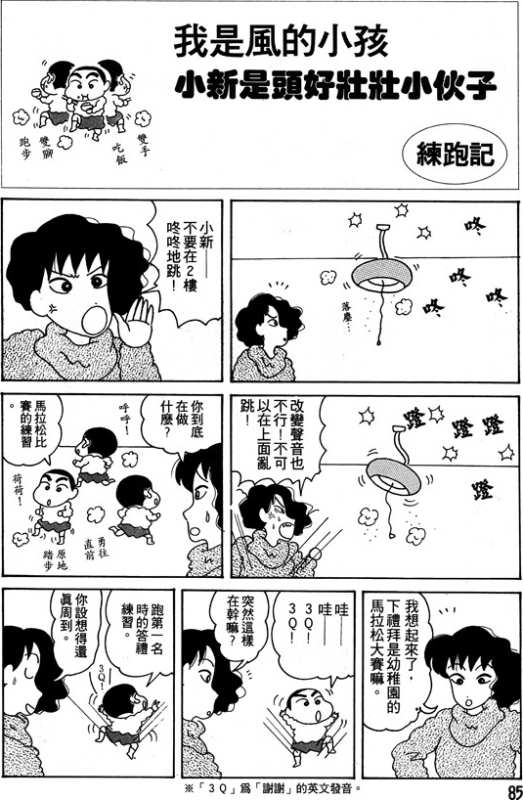 我是風的小孩
小新是頭好壯壯小伙子
練跑記
雙手
吃飯
雙腳
跑步
咚
咚
咚
咚
落塵…
小新──
不要在2樓
咚咚地跳！
蹬
蹬
蹬
蹬
改變聲音也
不行！不可
以在上面亂
跳！
你到底
在做
什麼？
呼呼！
馬拉松比
賽的練習
。
荷荷！
勇往
直前
原地
踏步
我想起來了，
下禮拜是幼稚園的
馬拉松大賽嘛。
哇──
哇──
3Q！
3Q！
突然這樣
在幹嘛？
跑第一名
時的答禮
練習。
3Q！
你設想得還
真周到。
※「3Q」為「謝謝」的英文發音。
85